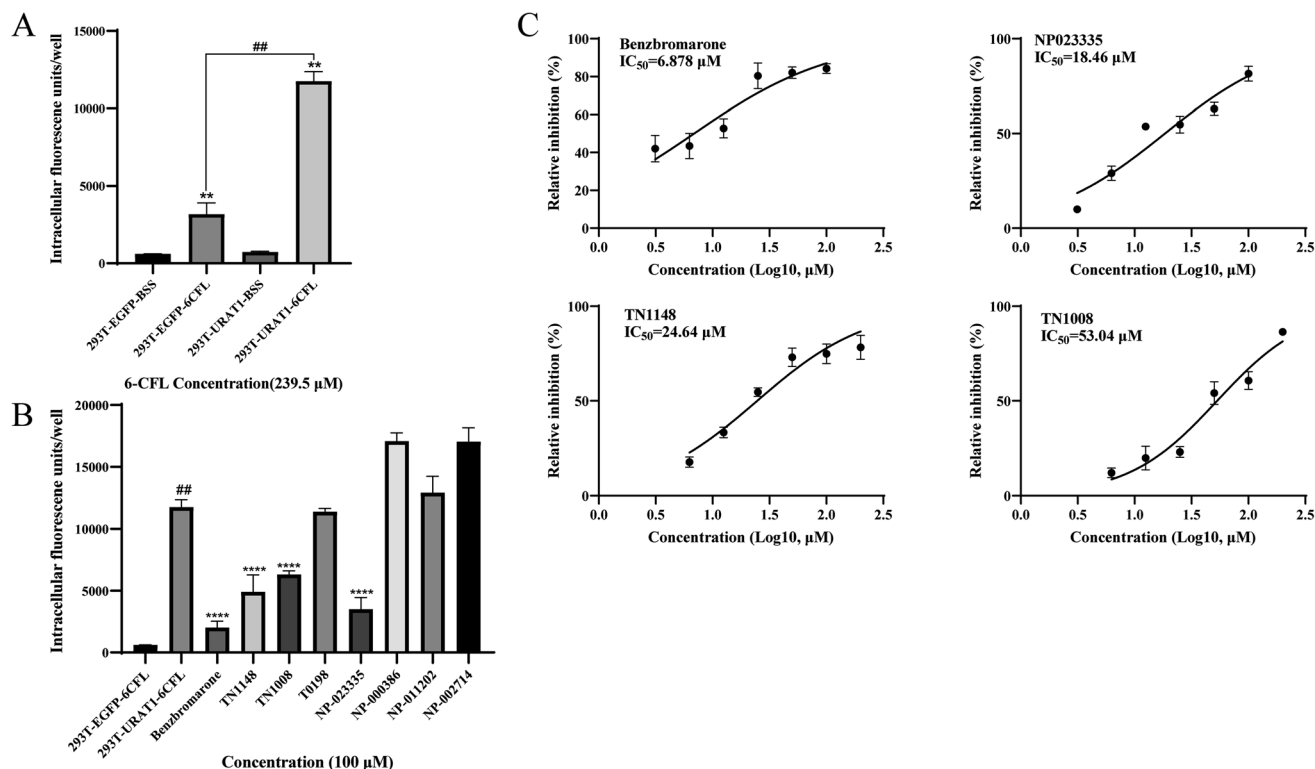 A
Intracellular fluorescene units/well
15000
10000
5000
0
##
**
**
293T-EGFP-BSS
293T-EGFP-6CFL
293T-URAT1-BSS
293T-URAT1-6CFL
6-CFL Concentration(239.5 μM)
B
Intracellular fluorescene units/well
20000
15000
10000
5000
0
##
****
****
****
****
293T-EGFP-6CFL
293T-URAT1-6CFL
Benzbromarone
TN1148
TN1008
T0198
NP-023335
NP-000386
NP-011202
NP-002714
Concentration (100 μM)
C
Benzbromarone
IC50=6.878 μM
Relative inhibition (%)
100
80
60
40
20
0
0.0 0.5 1.0 1.5 2.0 2.5
Concentration (Log10, μM)
NP023335
IC50=18.46 μM
Relative inhibition (%)
100
50
0
0.0 0.5 1.0 1.5 2.0 2.5
Concentration (Log10, μM)
TN1148
IC50=24.64 μM
Relative inhibition (%)
100
50
0
0.0 0.5 1.0 1.5 2.0 2.5
Concentration (Log10, μM)
TN1008
IC50=53.04 μM
Relative inhibition (%)
100
50
0
0.0 0.5 1.0 1.5 2.0 2.5
Concentration (Log10, μM)